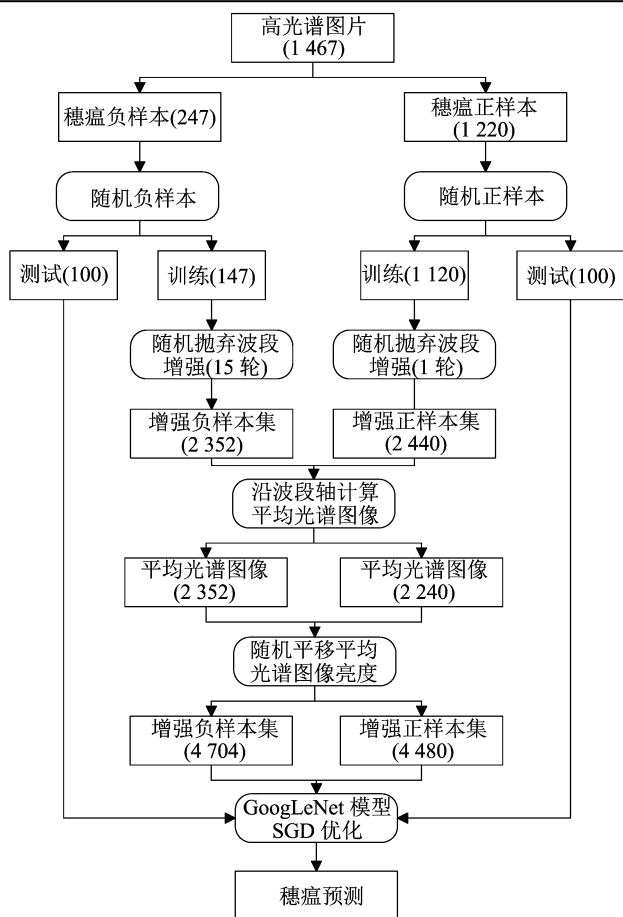 高光谱图片
(1 467)
穗瘟负样本(247)
穗瘟正样本
(1 220)
随机负样本
随机正样本
测试(100)
训练(147)
训练(1 120)
测试(100)
随机抛弃波段
增强(15 轮)
随机抛弃波段
增强(1 轮)
增强负样本集
(2 352)
增强正样本集
(2 440)
沿波段轴计算
平均光谱图像
平均光谱图像
(2 352)
平均光谱图像
(2 240)
随机平移平均
光谱图像亮度
增强负样本集
(4 704)
增强正样本集
(4 480)
GoogLeNet 模型
SGD 优化
穗瘟预测